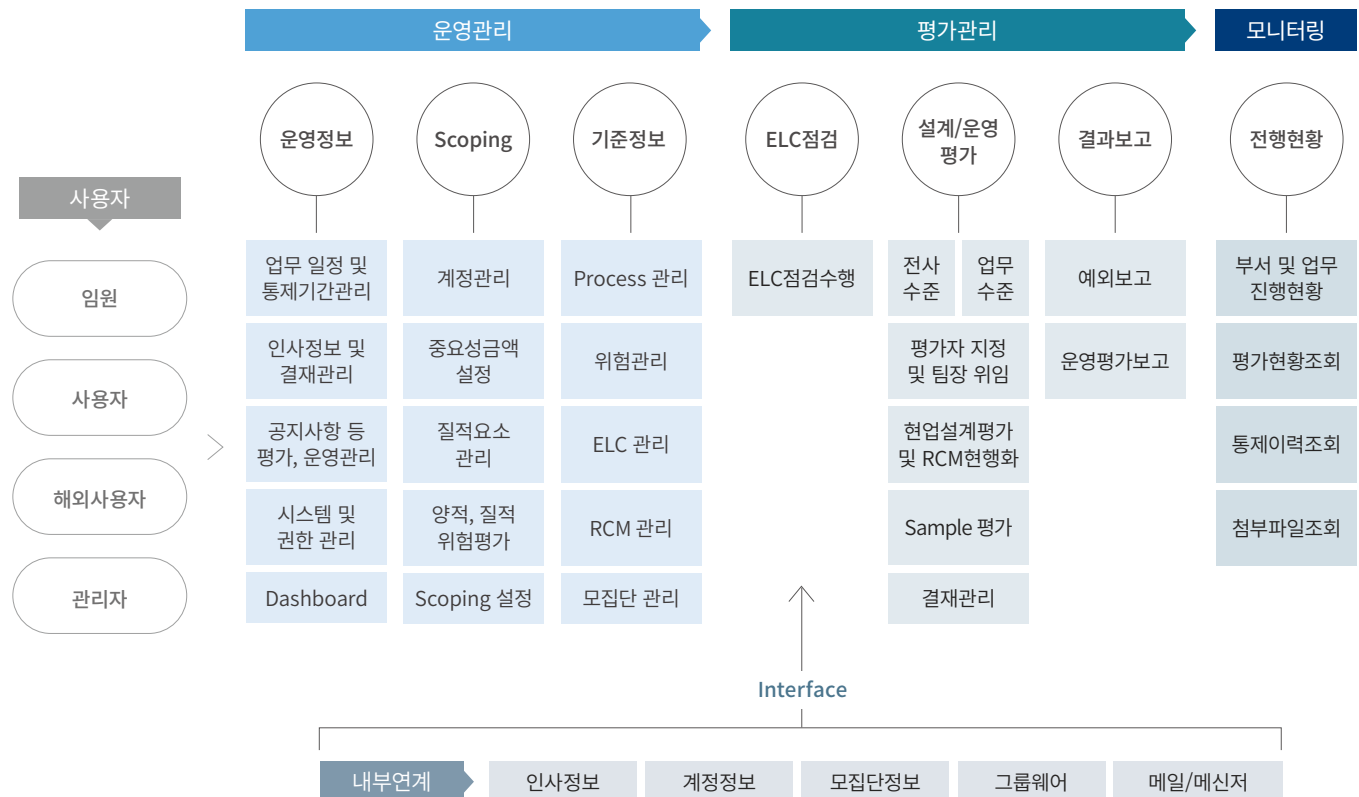 운영관리
평가관리
모니터링
운영정보
Scoping
기준정보
ELC점검
설계/운영
평가
결과보고
전행현황
사용자
임원
사용자
해외사용자
관리자
업무 일정 및
통제기간관리
인사정보 및
결재관리
공지사항 등
평가, 운영관리
시스템 및
권한 관리
Dashboard
계정관리
중요성금액
설정
질적요소
관리
양적, 질적
위험평가
Scoping 설정
Process 관리
위험관리
ELC 관리
RCM 관리
모집단 관리
ELC점검수행
전사
수준
업무
수준
평가자 지정
및 팀장 위임
현업설계평가
및 RCM현행화
Sample 평가
결재관리
예외보고
운영평가보고
부서 및 업무
진행현황
평가현황조회
통제이력조회
첨부파일조회
Interface
내부연계
인사정보
계정정보
모집단정보
그룹웨어
메일/메신저